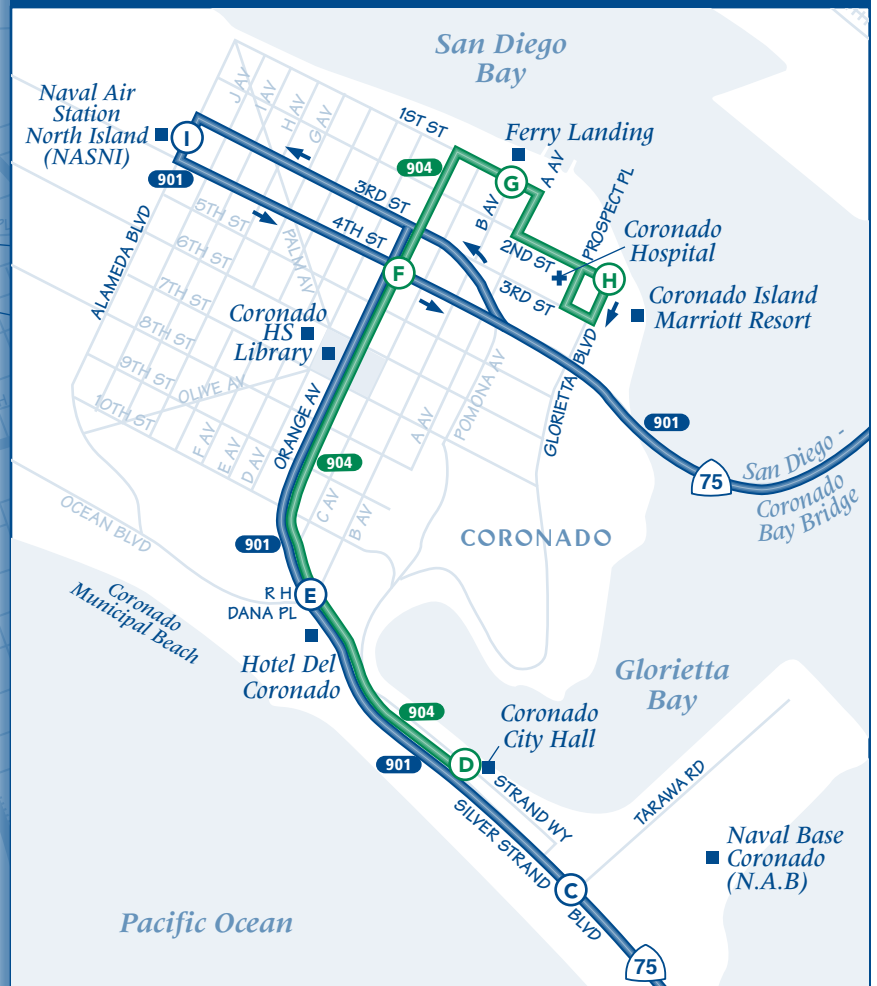 San Diego
Bay
Naval Air
Station
North Island
(NASNI)
I
901
J AV
I AV
H AV
G AV
1ST ST
904
Ferry Landing
G
A AV
B AV
PROSPECT PL
Coronado
Hospital
2ND ST
3RD ST
H
Coronado Island
Marriott Resort
3RD ST
4TH ST
F
5TH ST
6TH ST
7TH ST
8TH ST
9TH ST
10TH ST
PALM AV
ALAMEDA BLVD
Coronado
HS
Library
OLIVE AV
ORANGE AV
F AV
E AV
D AV
904
A AV
POMONA AV
GLORIETTA BLVD
901
75
San Diego -
Coronado
Bay Bridge
C AV
B AV
OCEAN BLVD
901
CORONADO
Coronado
Municipal Beach
R H
DANA PL
E
Hotel Del
Coronado
Glorietta
Bay
904
Coronado
City Hall
901
D
STRAND WY
TARAWA RD
SILVER STRAND
BLVD
C
Naval Base
Coronado
(N.A.B)
Pacific Ocean
75